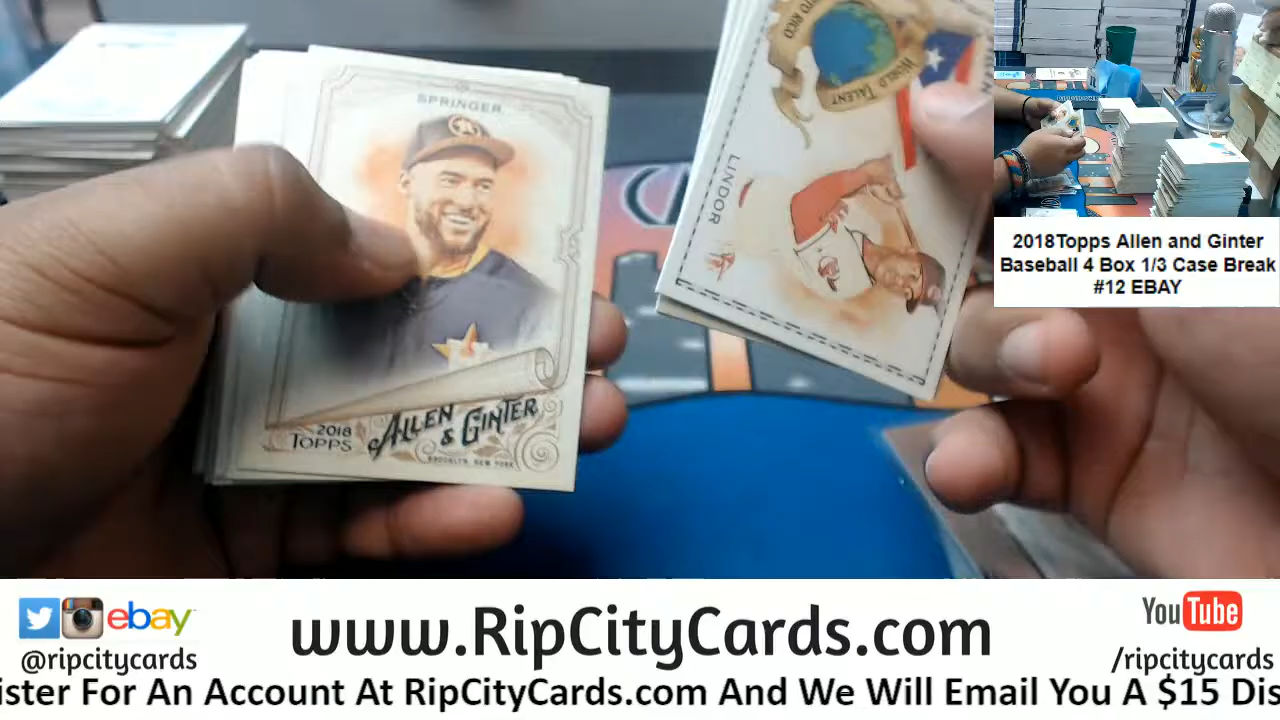 SPRINGER
2018
TOPPS
ALLEN
& GINTER
BROOKLYN, NEW YORK
PUERTO RICO
WORLD
TALENT
LINDOR
2018Topps Allen and Ginter
Baseball 4 Box 1/3 Case Break
#12 EBAY
ebay
@ripcitycards
www.RipCityCards.com
YouTube
/ripcitycards
ister For An Account At RipCityCards.com And We Will Email You A $15 Dis